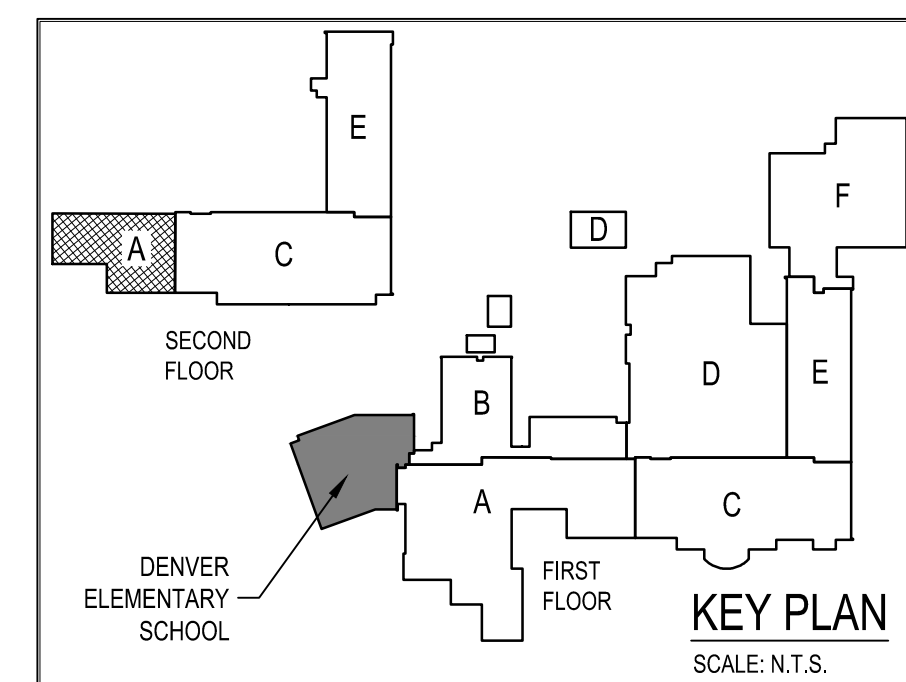 E
A
C
SECOND
FLOOR
F
D
D
E
B
A
C
DENVER
ELEMENTARY
SCHOOL
FIRST
FLOOR
KEY PLAN
SCALE: N.T.S.